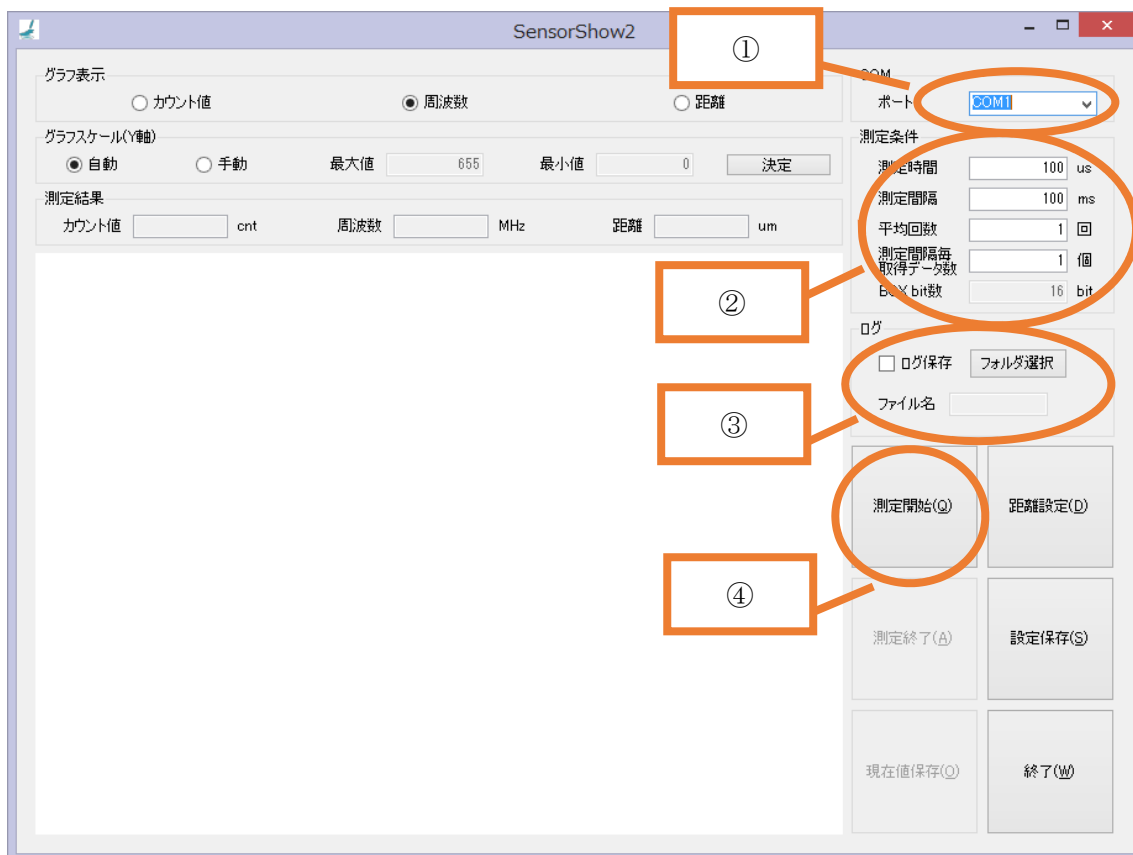 SensorShow2
①
グラフ表示
カウント値 周波数 距離
グラフスケール(Y軸)
自動 手動 最大値 655 最小値 0 決定
測定結果
カウント値 cnt 周波数 MHz 距離 um
COM
ポート COM1
測定条件
測定時間 100 us
測定間隔 100 ms
平均回数 1 回
測定間隔毎
取得データ数 1 個
BOX bit数 16 bit
②
ログ
ログ保存 フォルダ選択
ファイル名
③
測定開始(Q) 距離設定(D)
④
測定終了(A) 設定保存(S)
現在値保存(O) 終了(W)